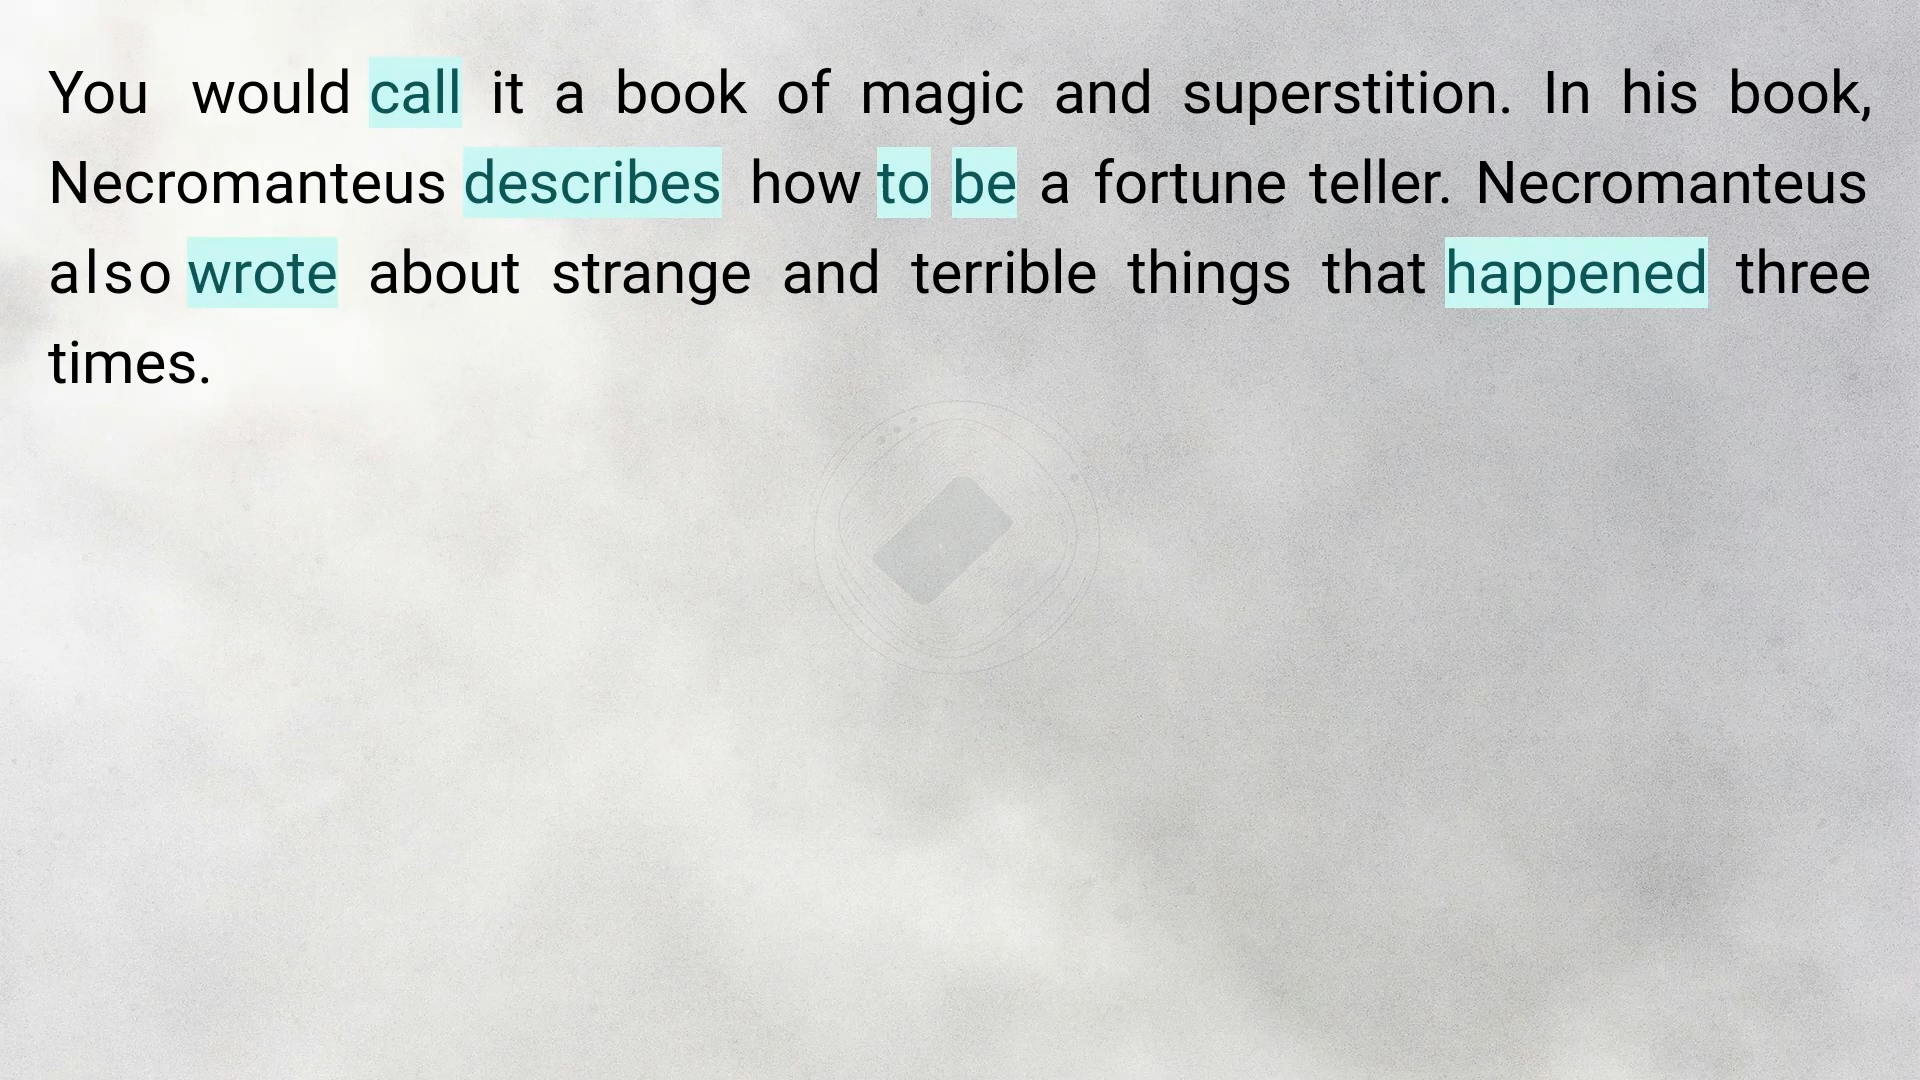 You would call it a book of magic and superstition. In his book,
Necromanteus describes how to be a fortune teller. Necromanteus
also wrote about strange and terrible things that happened three
times.